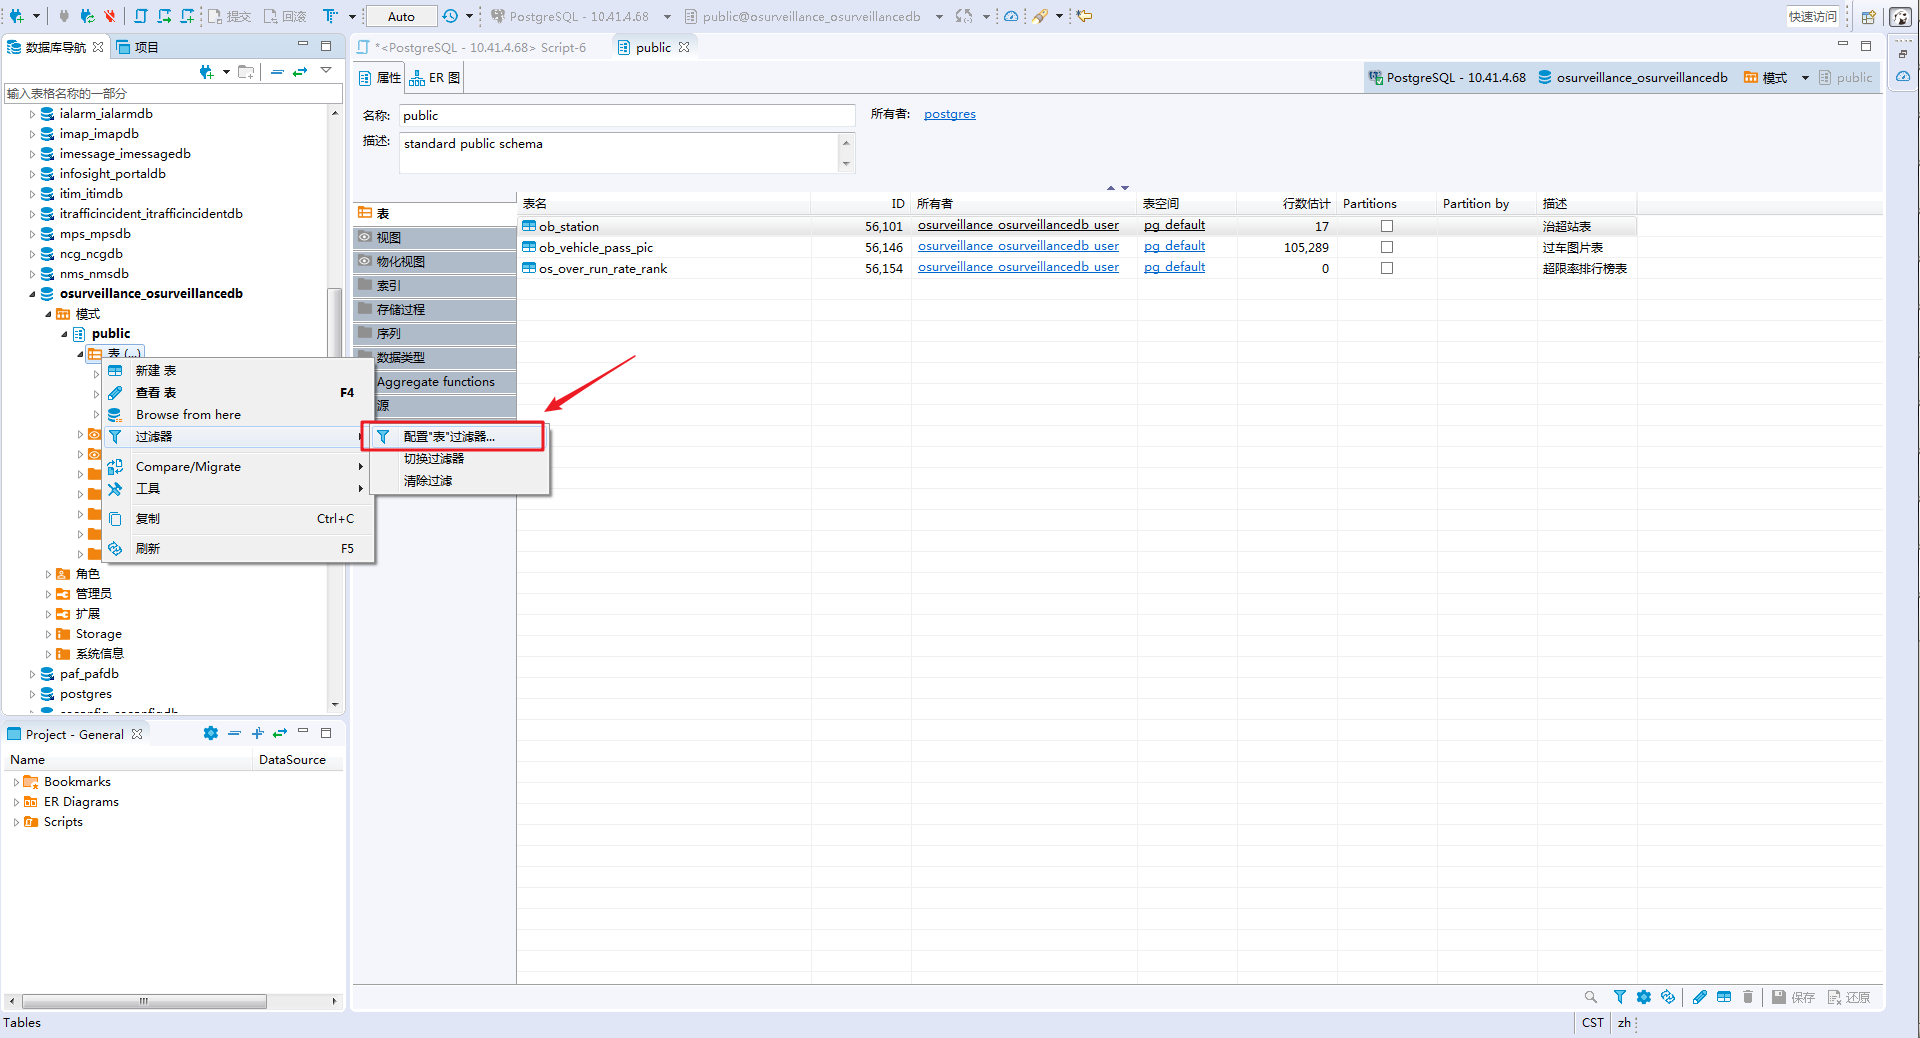 提交
回滚
Auto
PostgreSQL - 10.41.4.68
public@osurveillance_osurveillancedb
快速访问
数据库导航
项目
*<PostgreSQL - 10.41.4.68> Script-6
public
属性
ER 图
PostgreSQL - 10.41.4.68
osurveillance_osurveillancedb
模式
public
输入表格名称的一部分
ialarm_ialarmdb
imap_imapdb
imessage_imessagedb
infosight_portaldb
itim_itimdb
itrafficincident_itrafficincidentdb
mps_mpsdb
ncg_ncgdb
nms_nmsdb
osurveillance_osurveillancedb
模式
public
表 (...)
新建 表
查看 表 F4
Browse from here
过滤器
Compare/Migrate
工具
复制 Ctrl+C
刷新 F5
配置"表"过滤器...
切换过滤器
清除过滤
角色
管理员
扩展
Storage
系统信息
paf_pafdb
postgres
名称: public
所有者: postgres
描述: standard public schema
表
视图
物化视图
索引
存储过程
序列
数据类型
Aggregate functions
源
表名 ID 所有者 表空间 行数估计 Partitions Partition by 描述
ob_station 56,101 osurveillance_osurveillancedb_user pg_default 17 治超站表
ob_vehicle_pass_pic 56,146 osurveillance_osurveillancedb_user pg_default 105,289 过车图片表
os_over_run_rate_rank 56,154 osurveillance_osurveillancedb_user pg_default 0 超限率排行榜表
Project - General
Name DataSource
Bookmarks
ER Diagrams
Scripts
保存
还原
Tables
CST
zh